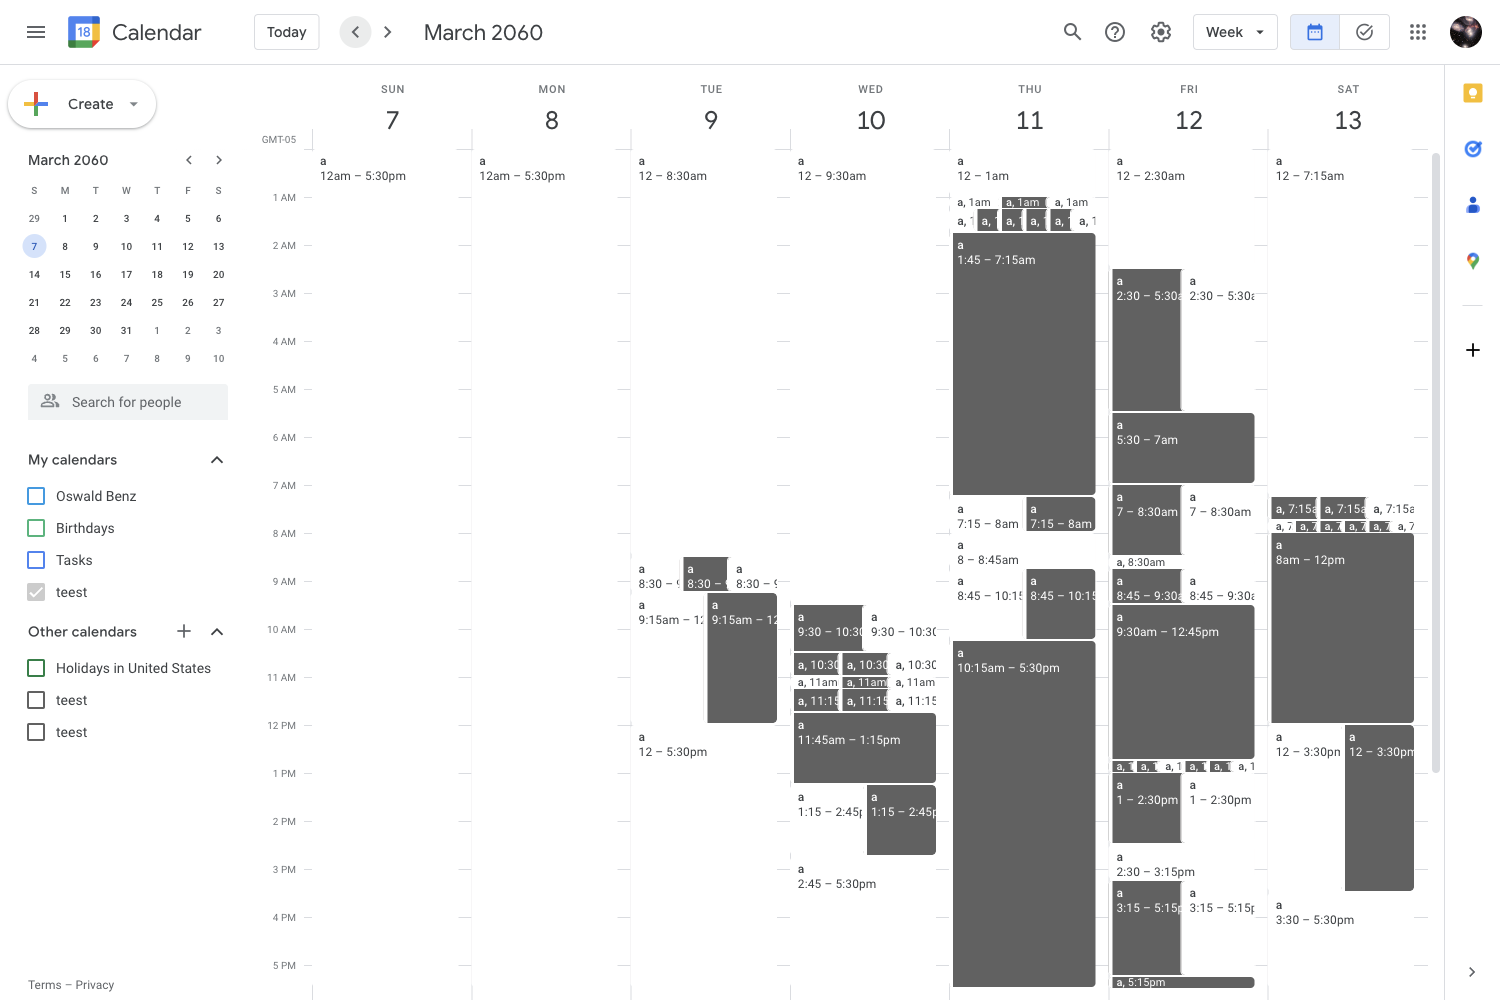 18
Calendar
Today
March 2060
Week
Create
March 2060
S M T W T F S
29 1 2 3 4 5 6
7 8 9 10 11 12 13
14 15 16 17 18 19 20
21 22 23 24 25 26 27
28 29 30 31 1 2 3
4 5 6 7 8 9 10
Search for people
My calendars
Oswald Benz
Birthdays
Tasks
teest
Other calendars
Holidays in United States
teest
teest
Terms – Privacy
GMT-05
SUN MON TUE WED THU FRI SAT
7 8 9 10 11 12 13
1 AM
2 AM
3 AM
4 AM
5 AM
6 AM
7 AM
8 AM
9 AM
10 AM
11 AM
12 PM
1 PM
2 PM
3 PM
4 PM
5 PM
a
12am – 5:30pm
a
12am – 5:30pm
a
12 – 8:30am
a
8:30 –
a
8:30 –
a
8:30 –
a
9:15am –
a
9:15am –
a
12 – 5:30pm
a
12 – 9:30am
a
9:30 – 10:30
a
9:30 – 10:30
a, 10:30
a, 10:30
a, 10:30
a, 11am
a, 11am
a, 11am
a, 11:15
a, 11:15
a, 11:15
a
11:45am – 1:15pm
a
1:15 – 2:45p
a
1:15 – 2:45p
a
2:45 – 5:30pm
a
12 – 1am
a, 1am
a, 1am
a, 1am
a, 1
a, 1
a, 1
a, 1
a, 1
a, 1
a
1:45 – 7:15am
a
7:15 – 8am
a
7:15 – 8am
a
8 – 8:45am
a
8:45 – 10:15
a
8:45 – 10:15
a
10:15am – 5:30pm
a
12 – 2:30am
a
2:30 – 5:30a
a
2:30 – 5:30a
a
5:30 – 7am
a
7 – 8:30am
a
7 – 8:30am
a, 8:30am
a
8:45 – 9:30a
a
8:45 – 9:30a
a
9:30am – 12:45pm
a, 1
a, 1
a, 1
a, 1
a, 1
a, 1
a
1 – 2:30pm
a
1 – 2:30pm
a
2:30 – 3:15pm
a
3:15 – 5:15p
a
3:15 – 5:15p
a, 5:15pm
a
12 – 7:15am
a, 7:15a
a, 7:15a
a, 7:15a
a, 7
a, 7
a, 7
a, 7
a, 7
a, 7
a
8am – 12pm
a
12 – 3:30pm
a
12 – 3:30pm
a
3:30 – 5:30pm